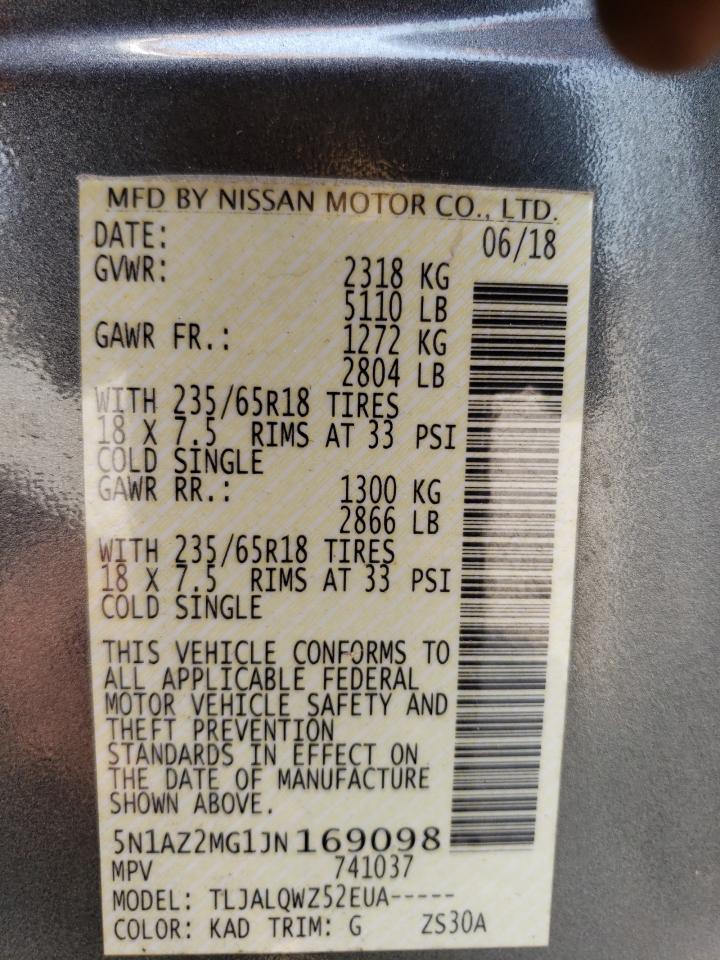 MFD BY NISSAN MOTOR CO., LTD.
DATE: 06/18
GVWR: 2318 KG
5110 LB
GAWR FR.: 1272 KG
2804 LB
WITH 235/65R18 TIRES
18 X 7.5 RIMS AT 33 PSI
COLD SINGLE
GAWR RR.: 1300 KG
2866 LB
WITH 235/65R18 TIRES
18 X 7.5 RIMS AT 33 PSI
COLD SINGLE
THIS VEHICLE CONFORMS TO
ALL APPLICABLE FEDERAL
MOTOR VEHICLE SAFETY AND
THEFT PREVENTION
STANDARDS IN EFFECT ON
THE DATE OF MANUFACTURE
SHOWN ABOVE.
5N1AZ2MG1JN169098
MPV 741037
MODEL: TLJALQWZ52EUA-----
COLOR: KAD TRIM: G ZS30A